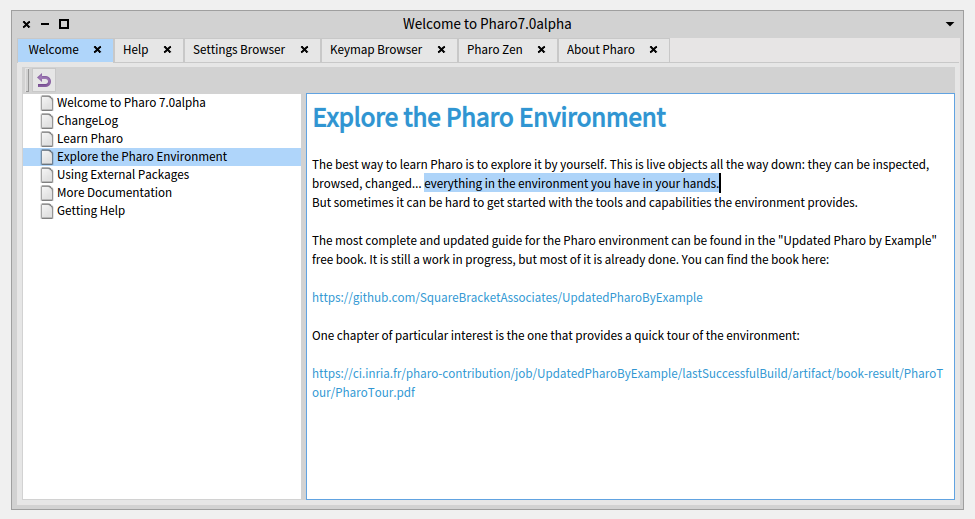 Welcome to Pharo7.0alpha
Welcome Help Settings Browser Keymap Browser Pharo Zen About Pharo
Welcome to Pharo 7.0alpha
ChangeLog
Learn Pharo
Explore the Pharo Environment
Using External Packages
More Documentation
Getting Help
Explore the Pharo Environment
The best way to learn Pharo is to explore it by yourself. This is live objects all the way down: they can be inspected,
browsed, changed... everything in the environment you have in your hands.
But sometimes it can be hard to get started with the tools and capabilities the environment provides.
The most complete and updated guide for the Pharo environment can be found in the "Updated Pharo by Example"
free book. It is still a work in progress, but most of it is already done. You can find the book here:
https://github.com/SquareBracketAssociates/UpdatedPharoByExample
One chapter of particular interest is the one that provides a quick tour of the environment:
https://ci.inria.fr/pharo-contribution/job/UpdatedPharoByExample/lastSuccessfulBuild/artifact/book-result/PharoT
our/PharoTour.pdf